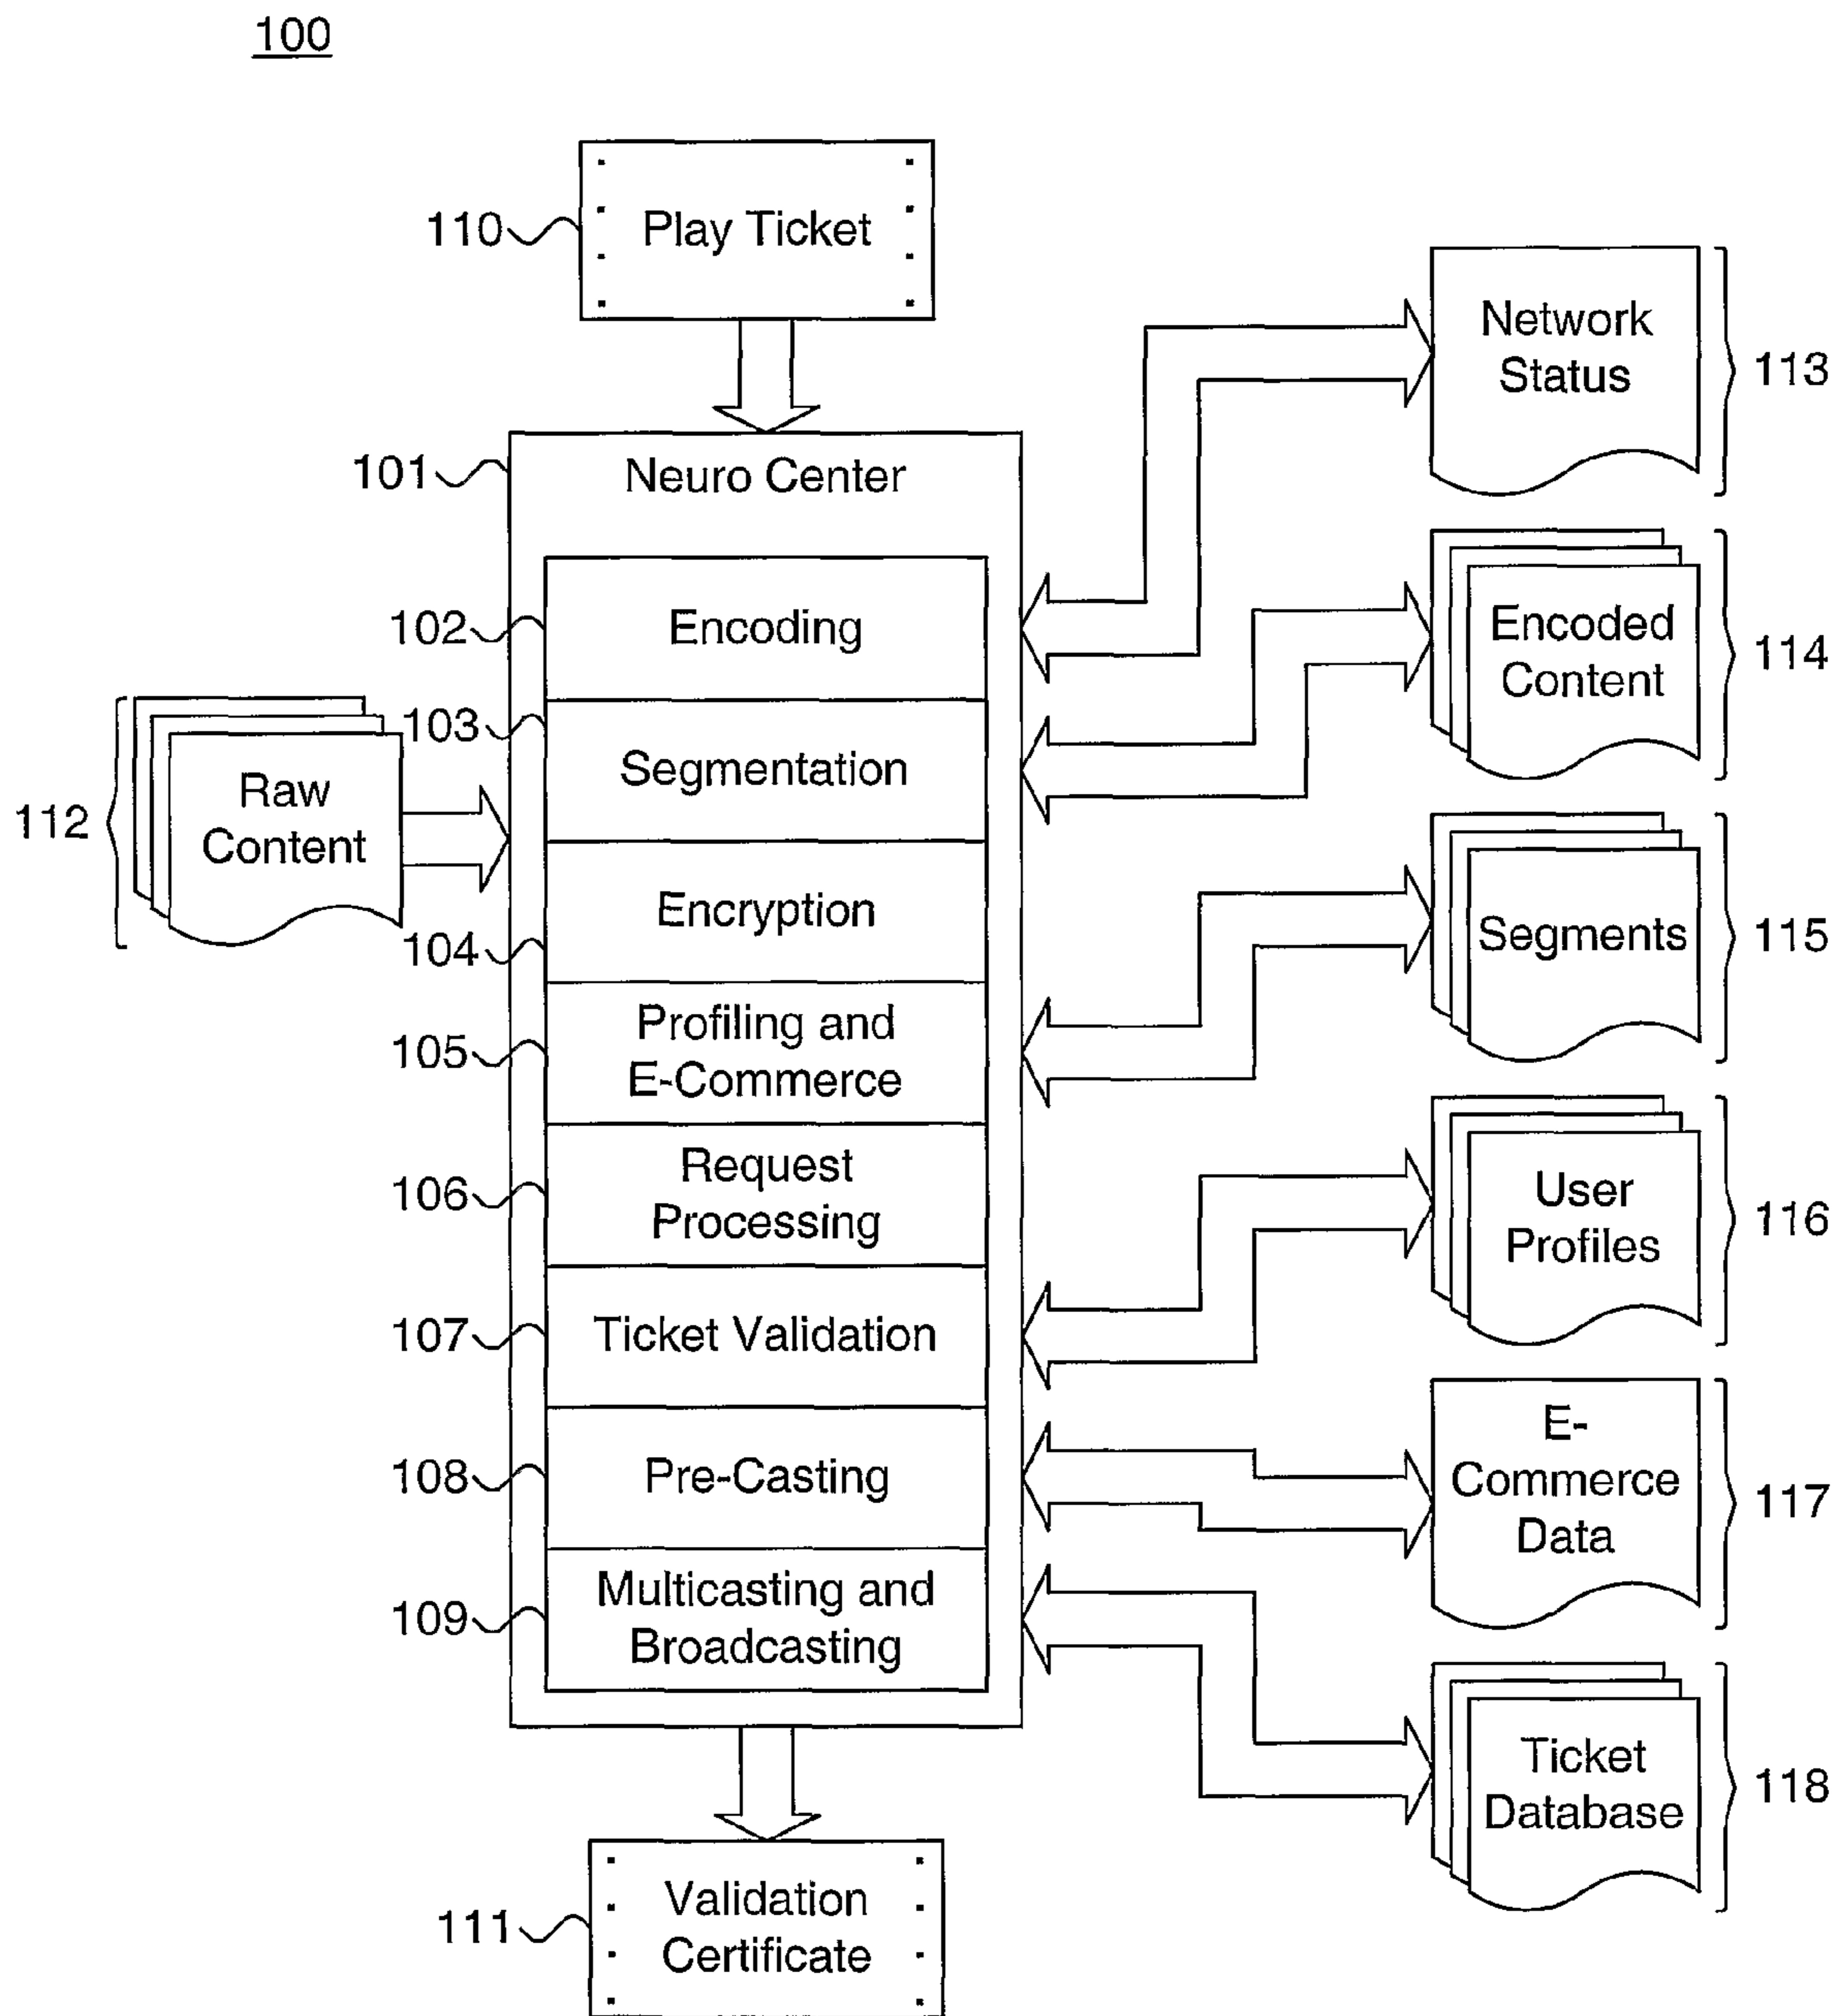 100
110
Play Ticket
101
Neuro Center
102
Encoding
103
Segmentation
104
Encryption
105
Profiling and
E-Commerce
106
Request
Processing
107
Ticket Validation
108
Pre-Casting
109
Multicasting and
Broadcasting
112
Raw
Content
111
Validation
Certificate
Network
Status
113
Encoded
Content
114
Segments
115
User
Profiles
116
E-
Commerce
Data
117
Ticket
Database
118